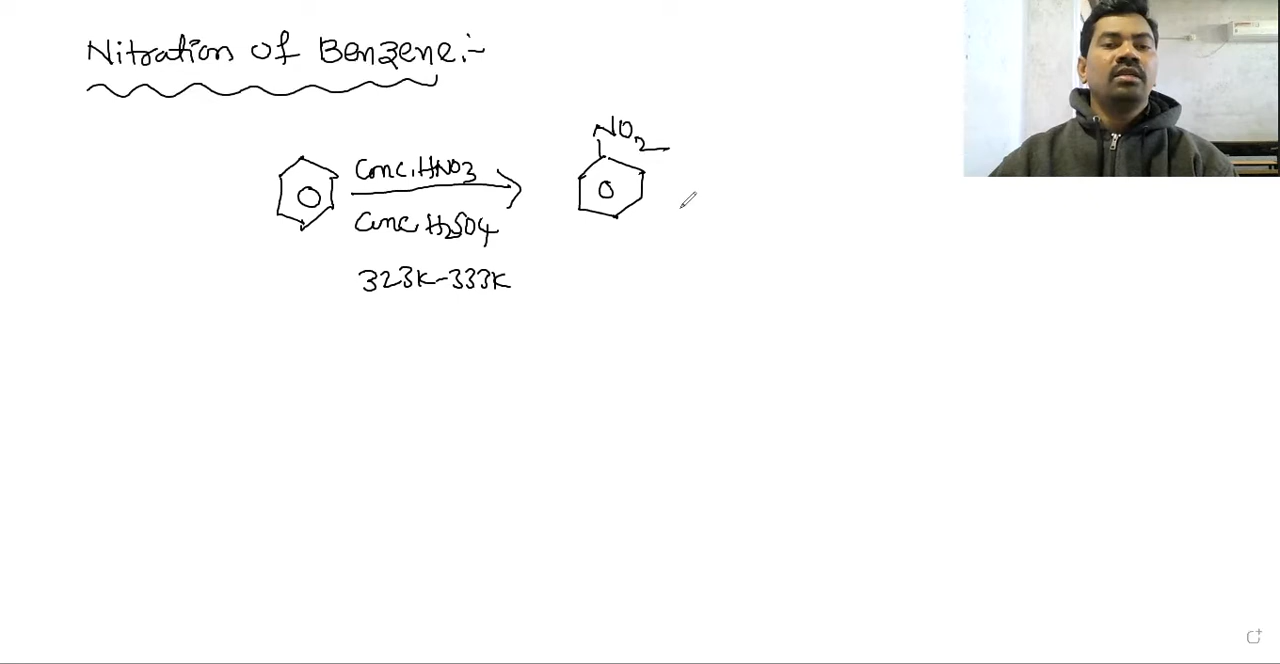 Nitration Of Benzene:-
NO2
Conc. HNO3
Conc. H2SO4
323K-333K